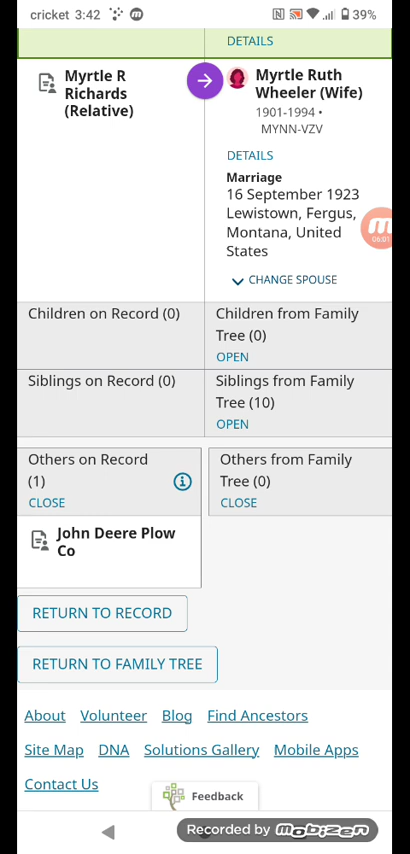 cricket 3:42 39%
DETAILS
Myrtle R
Richards
(Relative)
Myrtle Ruth
Wheeler (Wife)
1901-1994 •
MYNN-VZV
DETAILS
Marriage
16 September 1923
Lewistown, Fergus,
Montana, United
States
06:01
CHANGE SPOUSE
Children on Record (0)
Children from Family
Tree (0)
OPEN
Siblings on Record (0)
Siblings from Family
Tree (10)
OPEN
Others on Record
(1)
CLOSE
Others from Family
Tree (0)
CLOSE
John Deere Plow
Co
RETURN TO RECORD
RETURN TO FAMILY TREE
About Volunteer Blog Find Ancestors
Site Map DNA Solutions Gallery Mobile Apps
Contact Us
Feedback
Recorded by mobizen